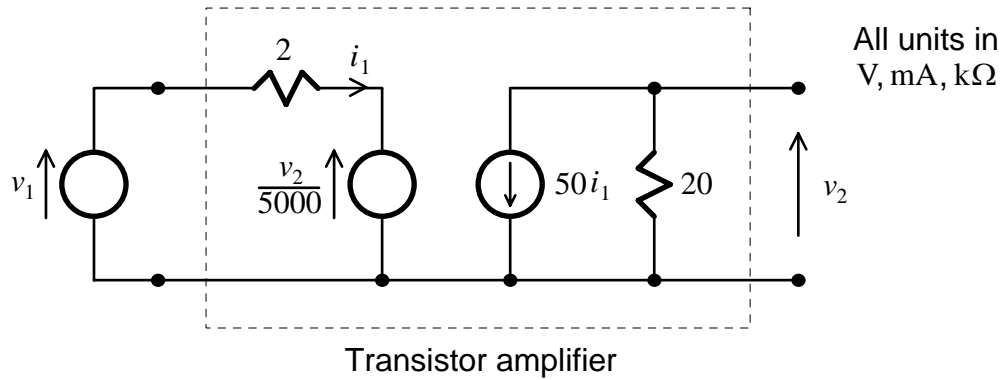 All units in
V, mA, kΩ
2
i₁
v₁
v₂
5000
50i₁
20
v₂
Transistor amplifier